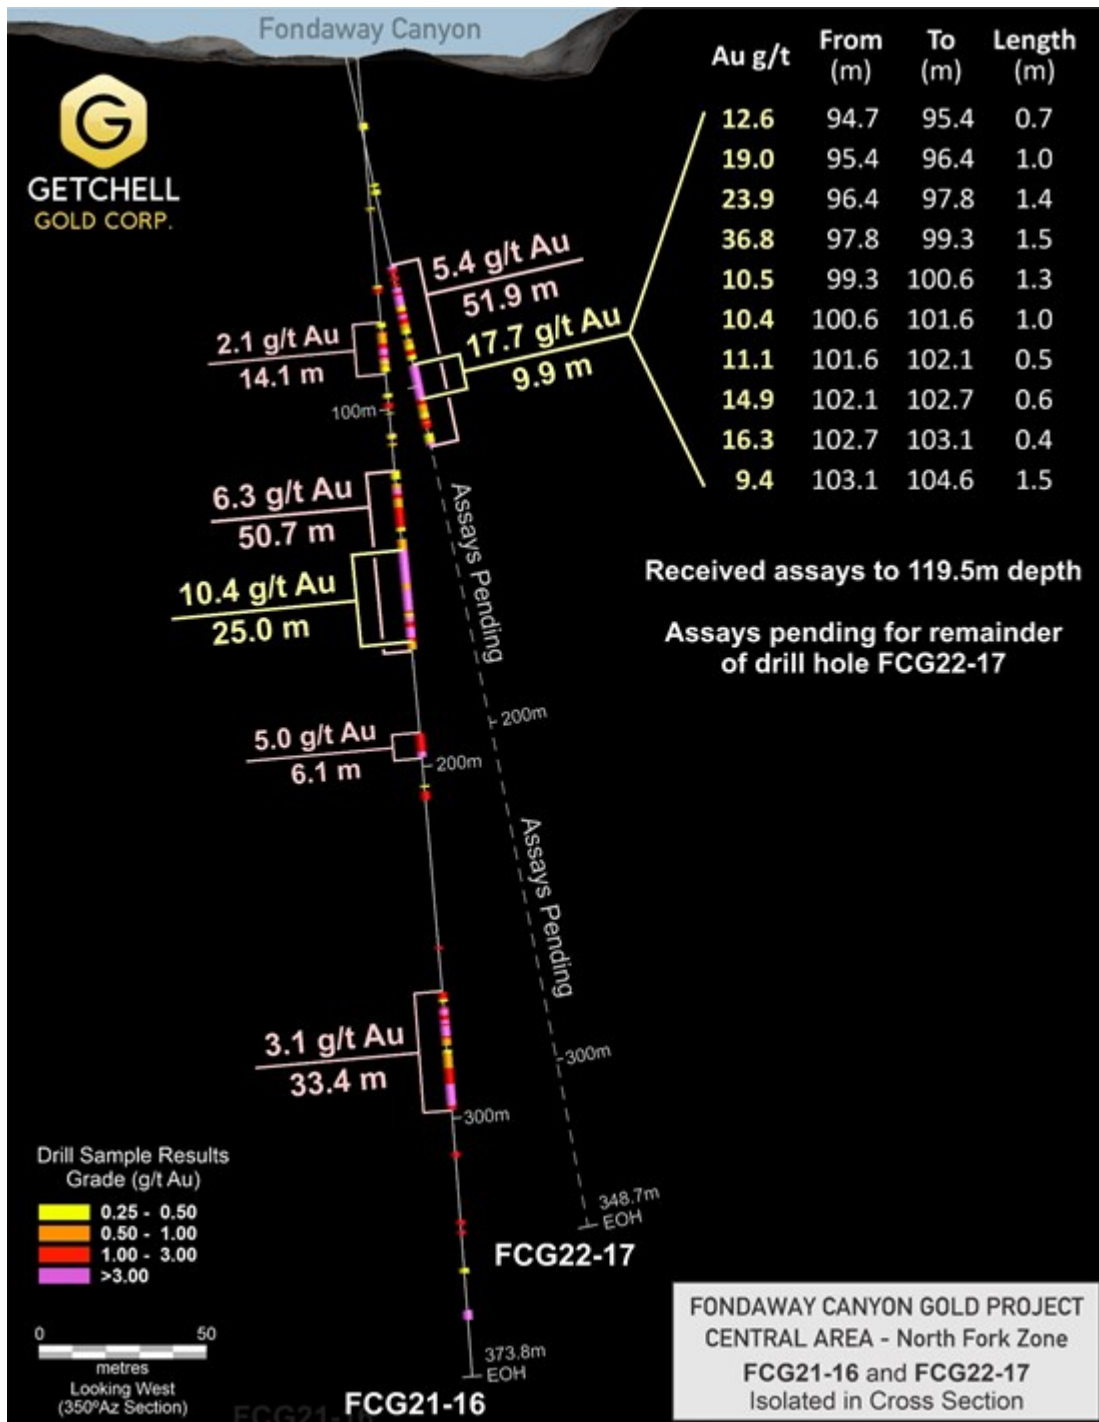 Fondaway Canyon
G
GETCHELL
GOLD CORP.
Au g/t From (m) To (m) Length (m)
12.6 94.7 95.4 0.7
19.0 95.4 96.4 1.0
23.9 96.4 97.8 1.4
36.8 97.8 99.3 1.5
10.5 99.3 100.6 1.3
10.4 100.6 101.6 1.0
11.1 101.6 102.1 0.5
14.9 102.1 102.7 0.6
16.3 102.7 103.1 0.4
9.4 103.1 104.6 1.5
5.4 g/t Au
51.9 m
17.7 g/t Au
9.9 m
2.1 g/t Au
14.1 m
100m
6.3 g/t Au
50.7 m
10.4 g/t Au
25.0 m
Assays Pending
Received assays to 119.5m depth
Assays pending for remainder
of drill hole FCG22-17
200m
5.0 g/t Au
6.1 m
200m
Assays Pending
3.1 g/t Au
33.4 m
300m
300m
348.7m
EOH
FCG22-17
373.8m
EOH
FCG21-16
FCG21-16
Drill Sample Results
Grade (g/t Au)
0.25 - 0.50
0.50 - 1.00
1.00 - 3.00
>3.00
0 50
metres
Looking West
(350ºAz Section)
FONDAWAY CANYON GOLD PROJECT
CENTRAL AREA - North Fork Zone
FCG21-16 and FCG22-17
Isolated in Cross Section